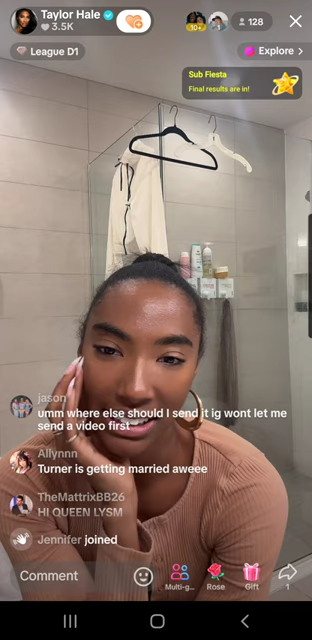 Taylor Hale
3.5K
10+
128
League D1
Explore >
Sub Fiesta
Final results are in!
jason
umm where else should I send it ig wont let me
send a video first
Allynnn
Turner is getting married aweee
TheMattrixBB26
HI QUEEN LYSM
Jennifer joined
Comment
Multi-g...
Rose
Gift
1